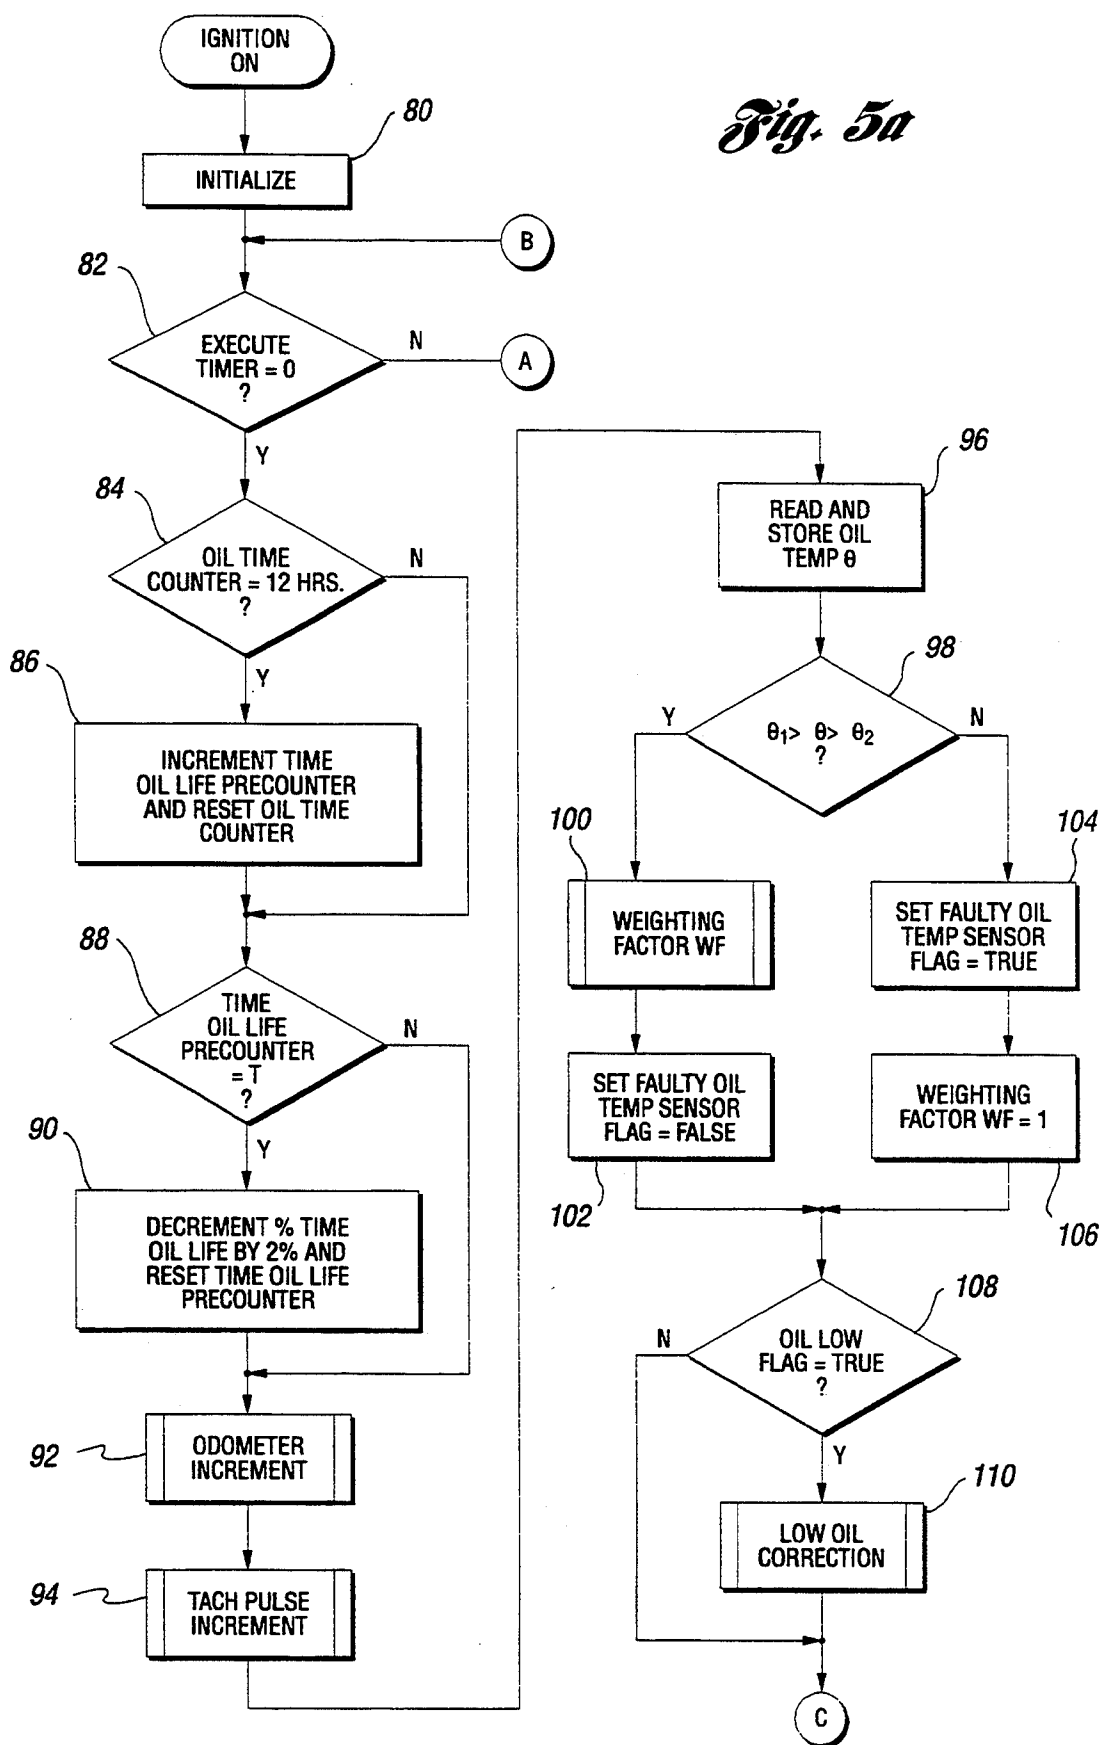 Fig. 5a
IGNITION
ON
80
INITIALIZE
B
82
EXECUTE
TIMER = 0
?
N
A
Y
84
OIL TIME
COUNTER = 12 HRS.
?
N
Y
86
INCREMENT TIME
OIL LIFE PRECOUNTER
AND RESET OIL TIME
COUNTER
88
TIME
OIL LIFE
PRECOUNTER
= T
?
N
Y
90
DECREMENT % TIME
OIL LIFE BY 2% AND
RESET TIME OIL LIFE
PRECOUNTER
92
ODOMETER
INCREMENT
94
TACH PULSE
INCREMENT
96
READ AND
STORE OIL
TEMP θ
98
θ1> θ> θ2
?
Y
N
100
WEIGHTING
FACTOR WF
104
SET FAULTY OIL
TEMP SENSOR
FLAG = TRUE
SET FAULTY OIL
TEMP SENSOR
FLAG = FALSE
102
WEIGHTING
FACTOR WF = 1
106
108
OIL LOW
FLAG = TRUE
?
N
Y
110
LOW OIL
CORRECTION
C